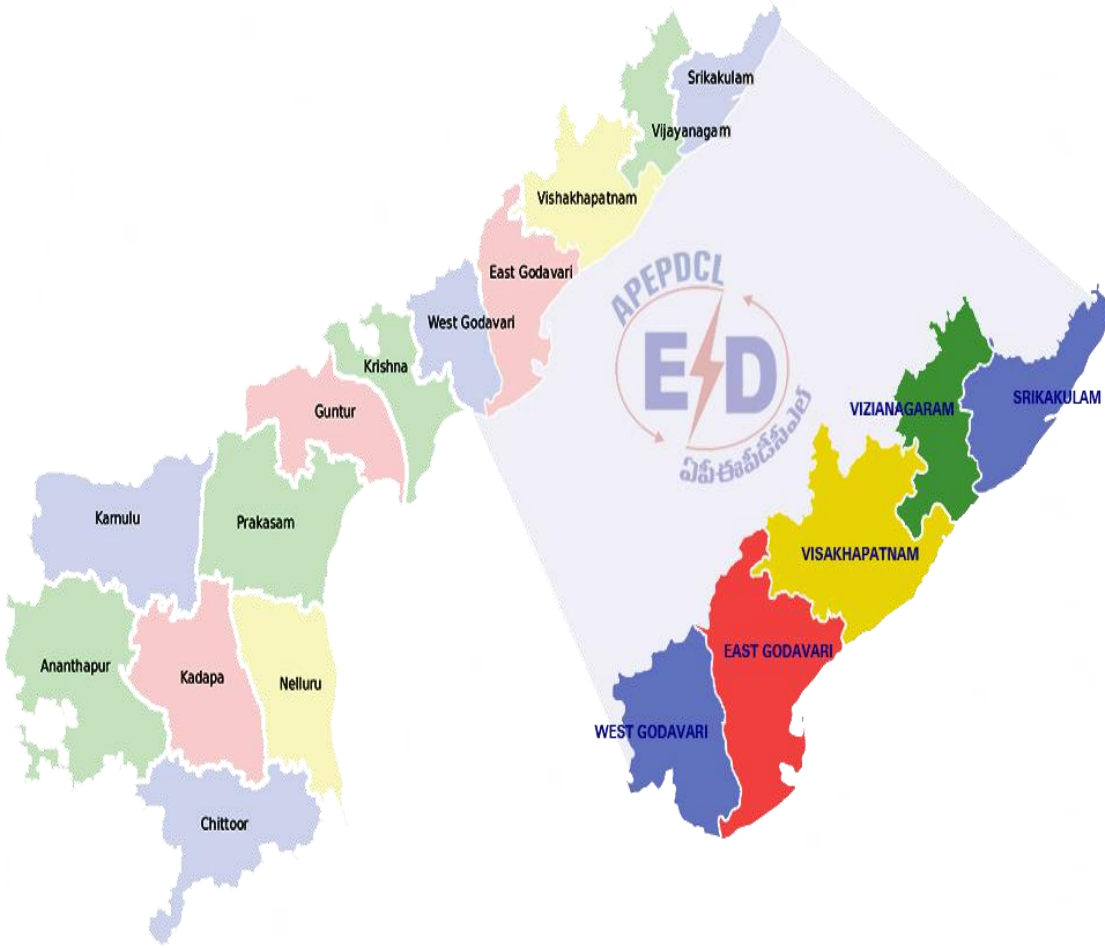 Srikakulam
Vijayanagam
Vishakhapatnam
East Godavari
West Godavari
Krishna
Guntur
Karnulu
Prakasam
Ananthapur
Kadapa
Nelluru
Chittoor
APEPDCL
E D
ఏపీఈపీడీసీఎల్
SRIKAKULAM
VIZIANAGARAM
VISAKHAPATNAM
EAST GODAVARI
WEST GODAVARI